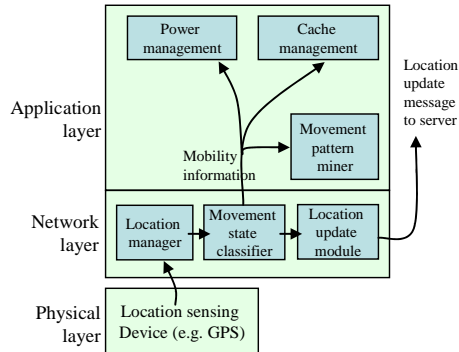 Power
management
Cache
management
Location
update
message
to server
Application
layer
Movement
pattern
miner
Mobility
information
Network
layer
Location
manager
Movement
state
classifier
Location
update
module
Physical
layer
Location sensing
Device (e.g. GPS)